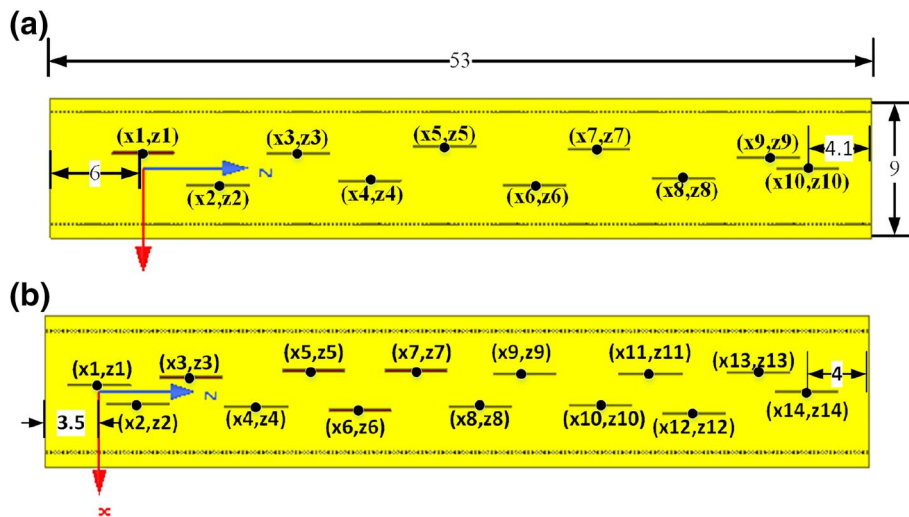 (a)
53
(x1,z1)
(x3,z3)
(x5,z5)
(x7,z7)
(x9,z9)
4.1
6
z
9
(x2,z2)
(x4,z4)
(x6,z6)
(x8,z8)
(x10,z10)
(b)
(x1,z1)
(x3,z3)
(x5,z5)
(x7,z7)
(x9,z9)
(x11,z11)
(x13,z13)
4
z
3.5
(x2,z2)
(x4,z4)
(x6,z6)
(x8,z8)
(x10,z10)
(x12,z12)
(x14,z14)
x